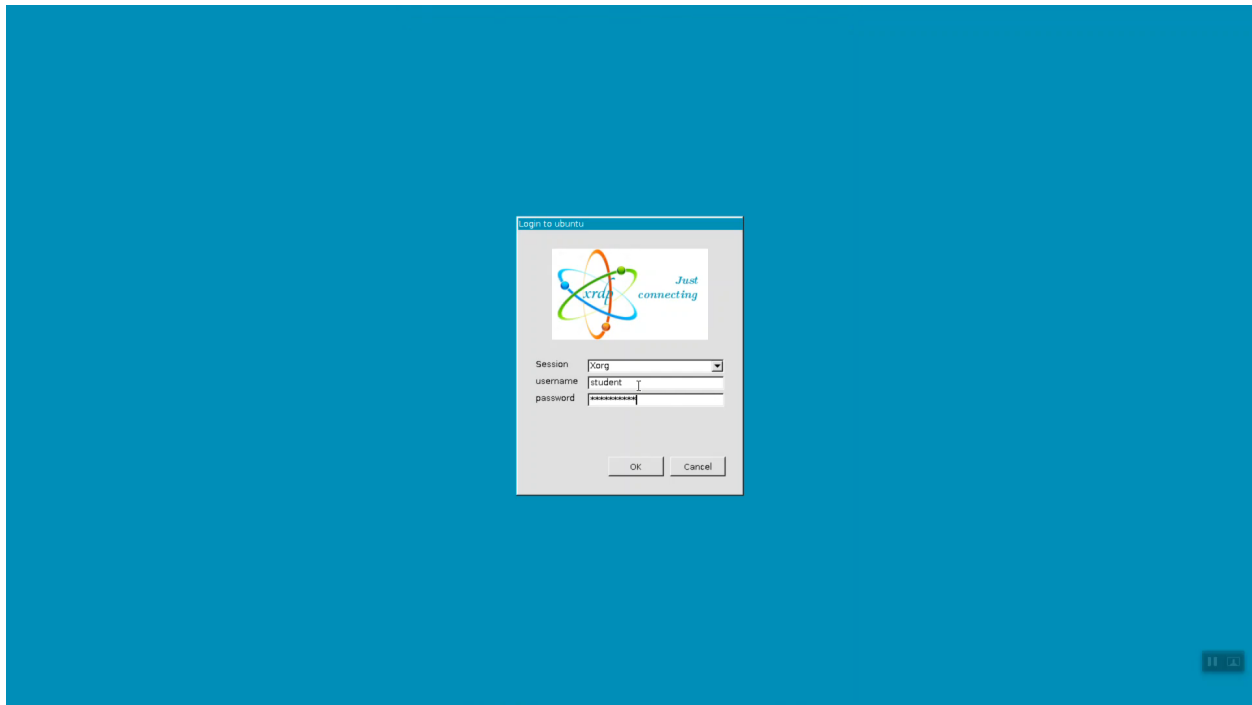 Login to ubuntu
Just
xrdp connecting
Session Xorg
username student
password **********
OK Cancel